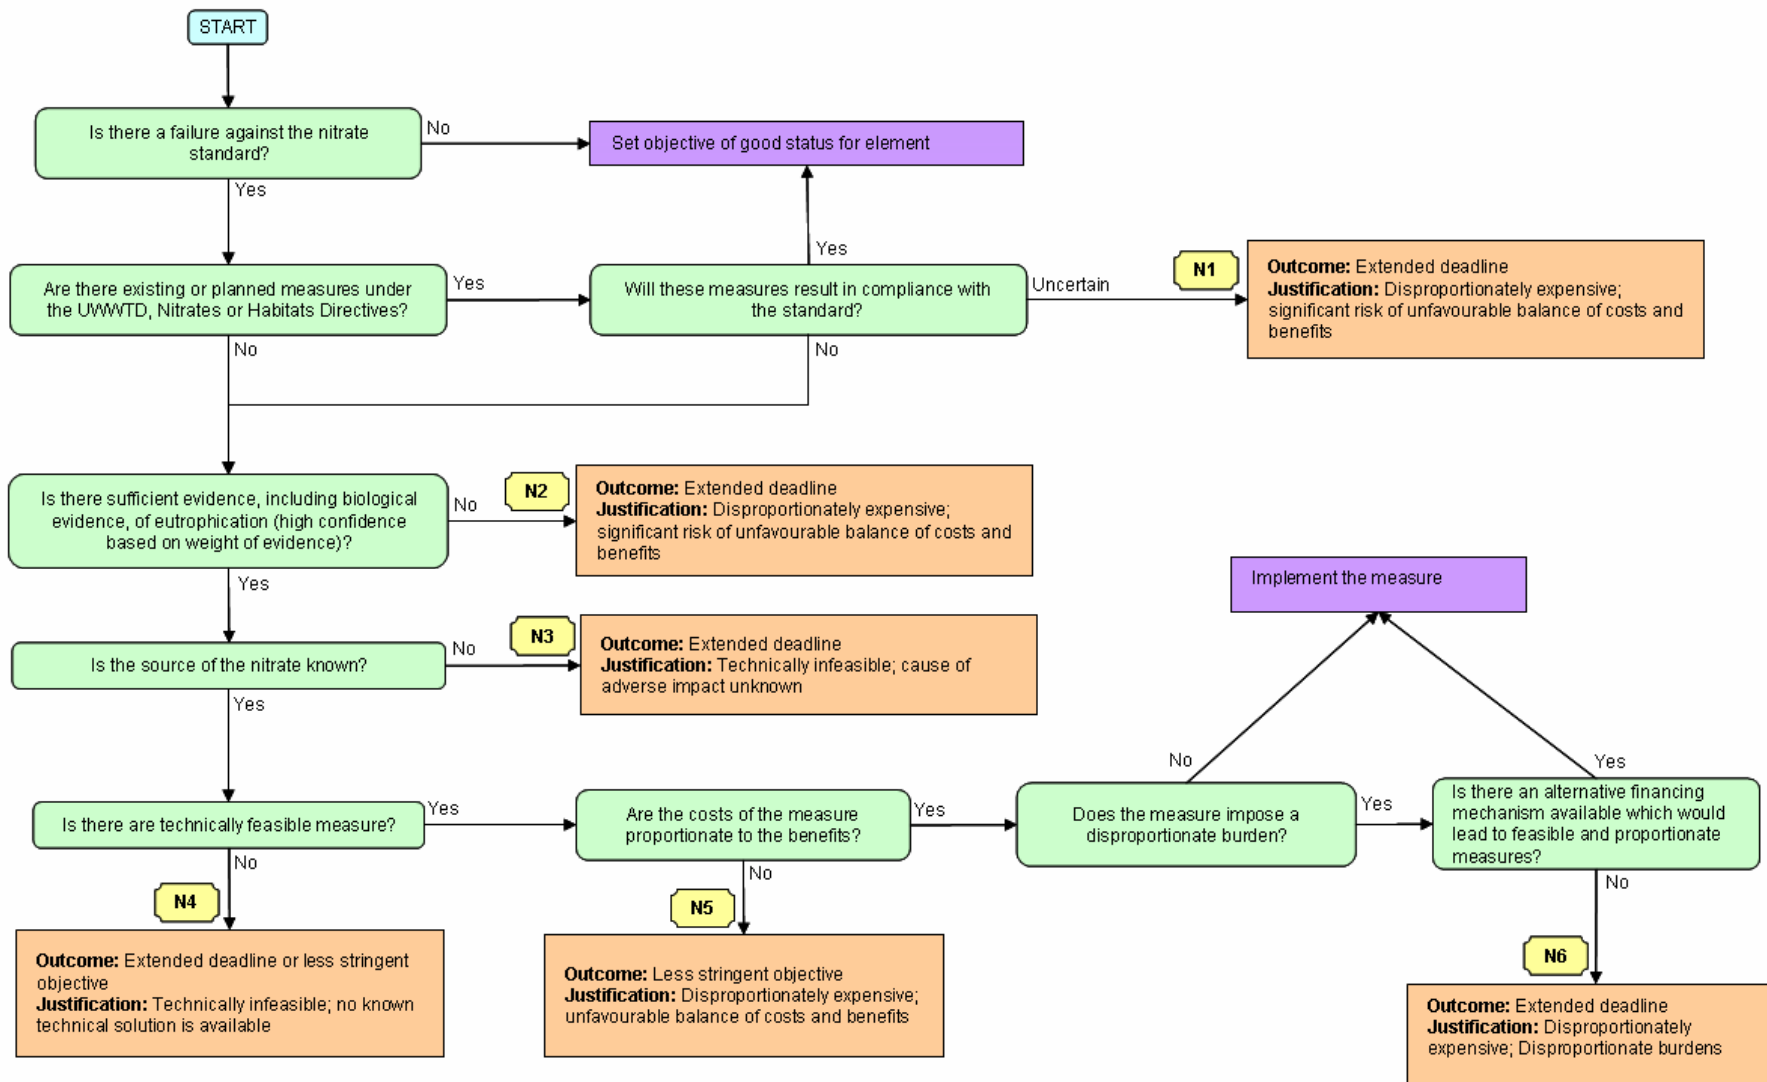 START
Is there a failure against the nitrate
standard?
No
Set objective of good status for element
Yes
Yes
Are there existing or planned measures under
the UWWTD, Nitrates or Habitats Directives?
Yes
Will these measures result in compliance with
the standard?
Uncertain
N1
Outcome: Extended deadline
Justification: Disproportionately expensive;
significant risk of unfavourable balance of costs and
benefits
No
No
Is there sufficient evidence, including biological
evidence, of eutrophication (high confidence
based on weight of evidence)?
No
N2
Outcome: Extended deadline
Justification: Disproportionately expensive;
significant risk of unfavourable balance of costs and
benefits
Yes
Implement the measure
Is the source of the nitrate known?
No
N3
Outcome: Extended deadline
Justification: Technically infeasible; cause of
adverse impact unknown
Yes
No
Yes
Is there are technically feasible measure?
Yes
Are the costs of the measure
proportionate to the benefits?
Yes
Does the measure impose a
disproportionate burden?
Yes
Is there an alternative financing
mechanism available which would
lead to feasible and proportionate
measures?
No
N4
Outcome: Extended deadline or less stringent
objective
Justification: Technically infeasible; no known
technical solution is available
No
N5
Outcome: Less stringent objective
Justification: Disproportionately expensive;
unfavourable balance of costs and benefits
No
N6
Outcome: Extended deadline
Justification: Disproportionately
expensive; Disproportionate burdens